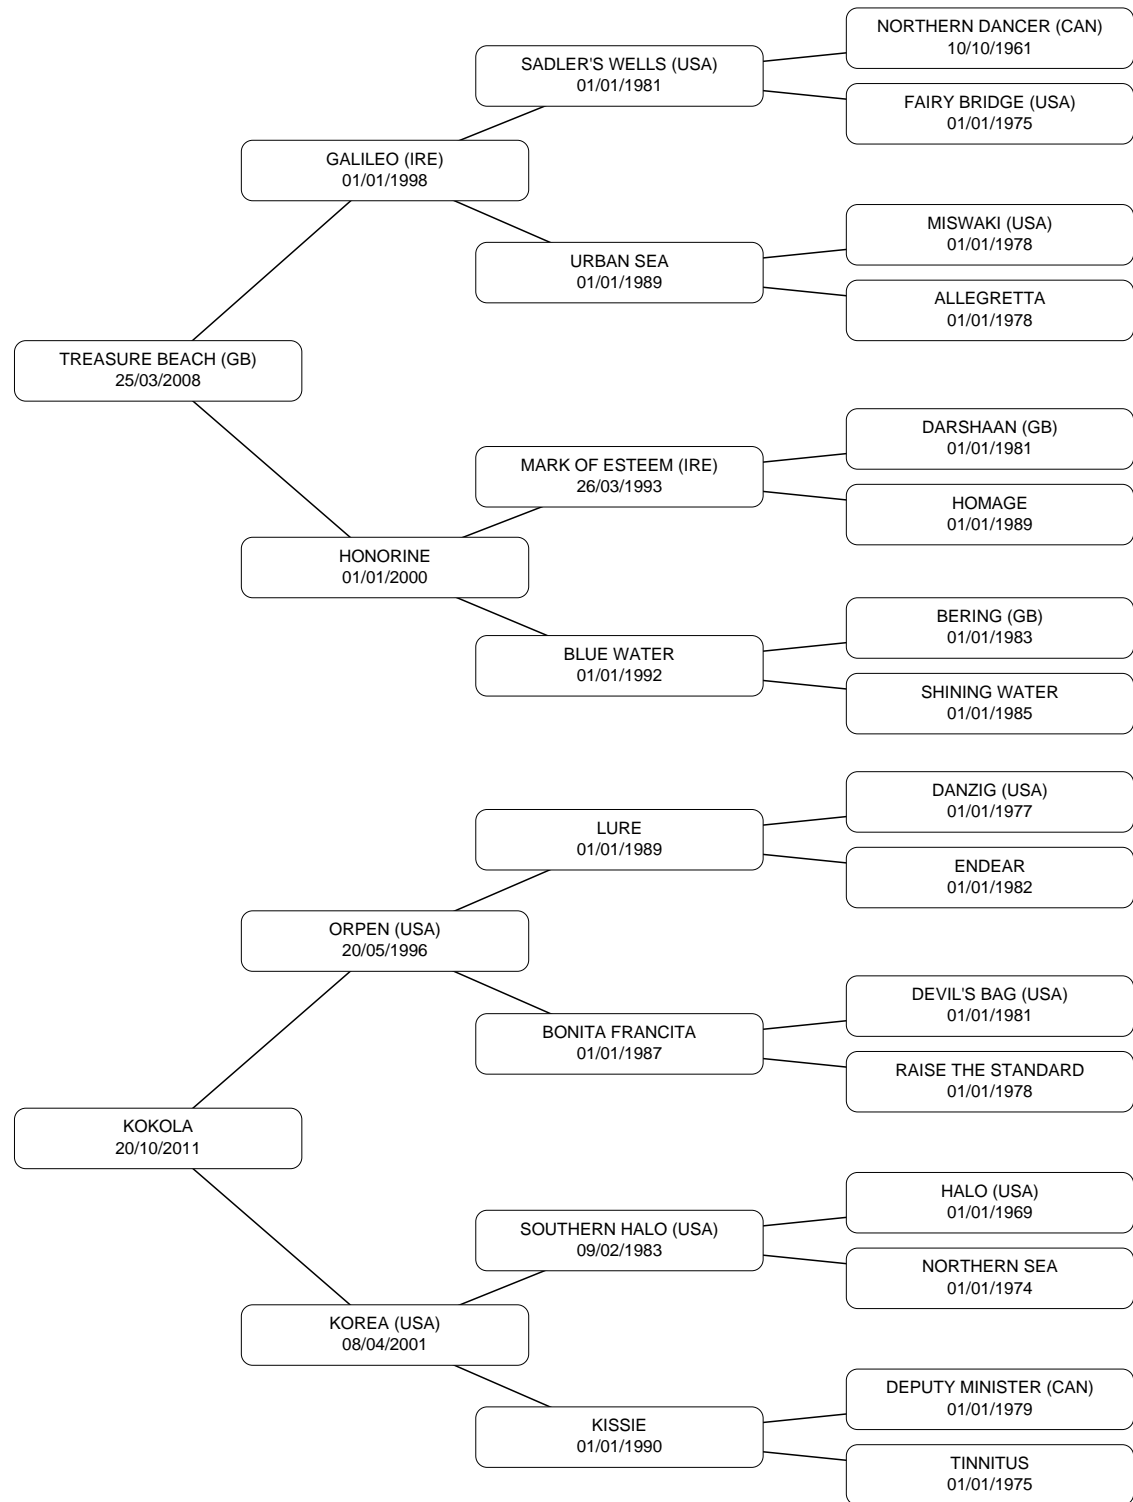 NORTHERN DANCER (CAN)
10/10/1961
SADLER'S WELLS (USA)
01/01/1981
FAIRY BRIDGE (USA)
01/01/1975
GALILEO (IRE)
01/01/1998
MISWAKI (USA)
01/01/1978
URBAN SEA
01/01/1989
ALLEGRETTA
01/01/1978
TREASURE BEACH (GB)
25/03/2008
DARSHAAN (GB)
01/01/1981
MARK OF ESTEEM (IRE)
26/03/1993
HOMAGE
01/01/1989
HONORINE
01/01/2000
BERING (GB)
01/01/1983
BLUE WATER
01/01/1992
SHINING WATER
01/01/1985
DANZIG (USA)
01/01/1977
LURE
01/01/1989
ENDEAR
01/01/1982
ORPEN (USA)
20/05/1996
DEVIL'S BAG (USA)
01/01/1981
BONITA FRANCITA
01/01/1987
RAISE THE STANDARD
01/01/1978
KOKOLA
20/10/2011
HALO (USA)
01/01/1969
SOUTHERN HALO (USA)
09/02/1983
NORTHERN SEA
01/01/1974
KOREA (USA)
08/04/2001
DEPUTY MINISTER (CAN)
01/01/1979
KISSIE
01/01/1990
TINNITUS
01/01/1975